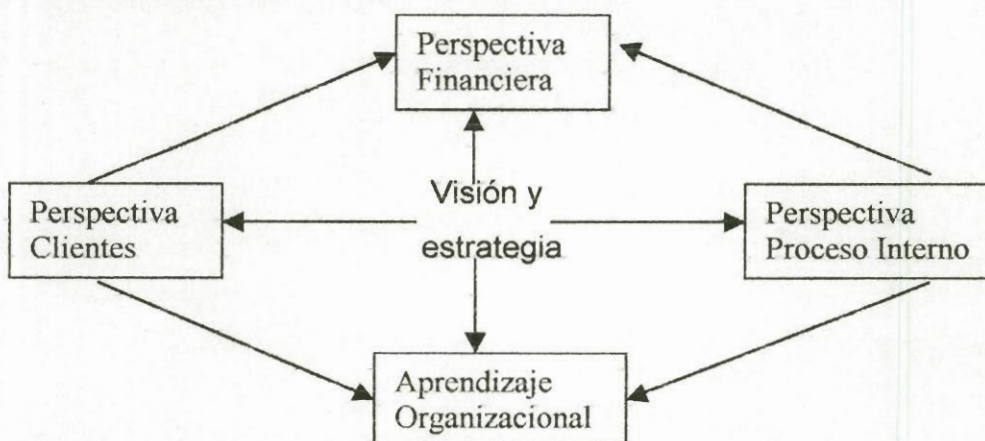 Perspectiva
Financiera
Visión y
estrategia
Perspectiva
Clientes
Perspectiva
Proceso Interno
Aprendizaje
Organizacional